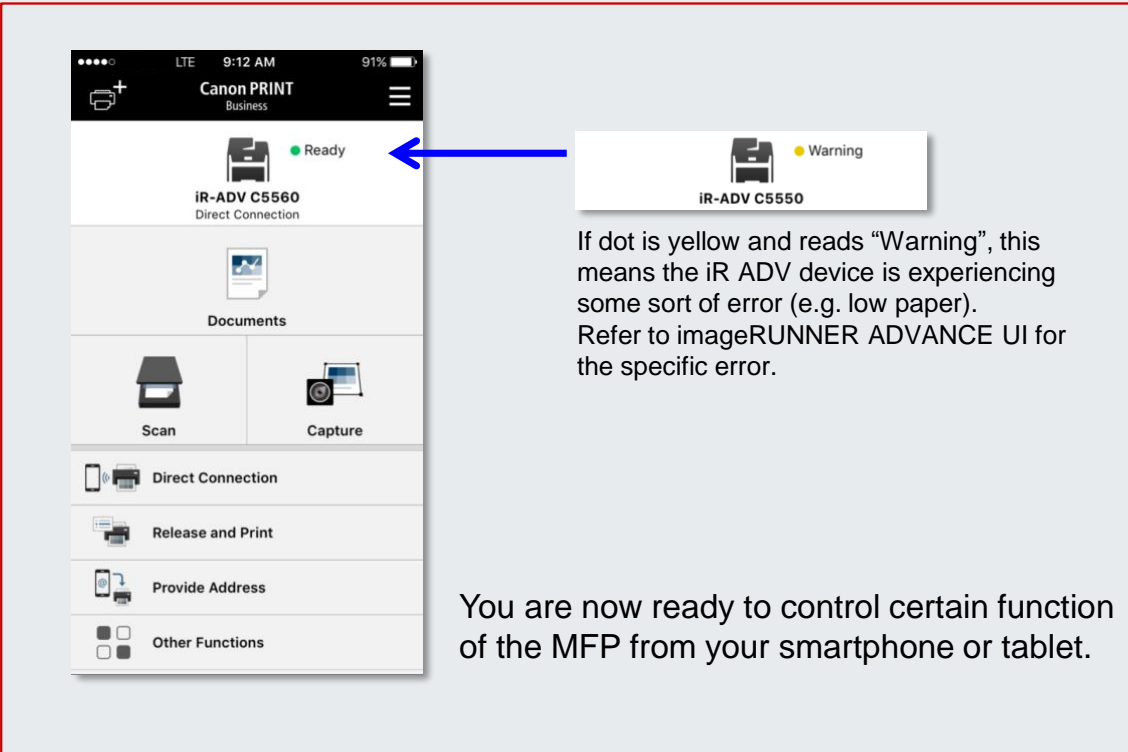 LTE 9:12 AM 91%
Canon PRINT
Business
Ready
iR-ADV C5560
Direct Connection
Documents
Scan Capture
Direct Connection
Release and Print
Provide Address
Other Functions
Warning
iR-ADV C5550
If dot is yellow and reads “Warning”, this
means the iR ADV device is experiencing
some sort of error (e.g. low paper).
Refer to imageRUNNER ADVANCE UI for
the specific error.
You are now ready to control certain function
of the MFP from your smartphone or tablet.